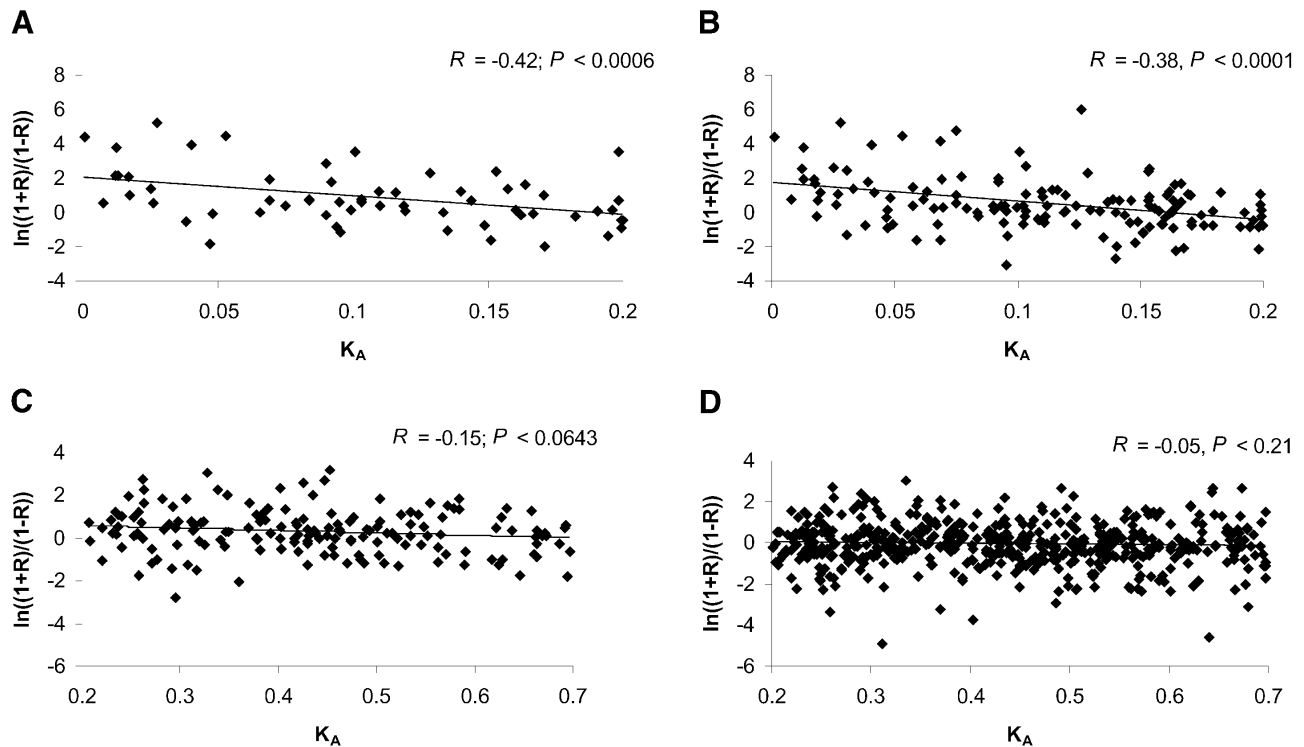 A
R = -0.42; P < 0.0006
ln((1+R)/(1-R))
8
6
4
2
0
-2
-4
0 0.05 0.1 0.15 0.2
K_A
B
R = -0.38, P < 0.0001
ln(1+R)/(1-R))
8
6
4
2
0
-2
-4
0 0.05 0.1 0.15 0.2
K_A
C
R = -0.15; P < 0.0643
ln((1+R)/(1-R))
4
2
0
-2
-4
-6
0.2 0.3 0.4 0.5 0.6 0.7
K_A
D
R = -0.05, P < 0.21
ln((1+R)/(1-R))
4
2
0
-2
-4
-6
0.2 0.3 0.4 0.5 0.6 0.7
K_A